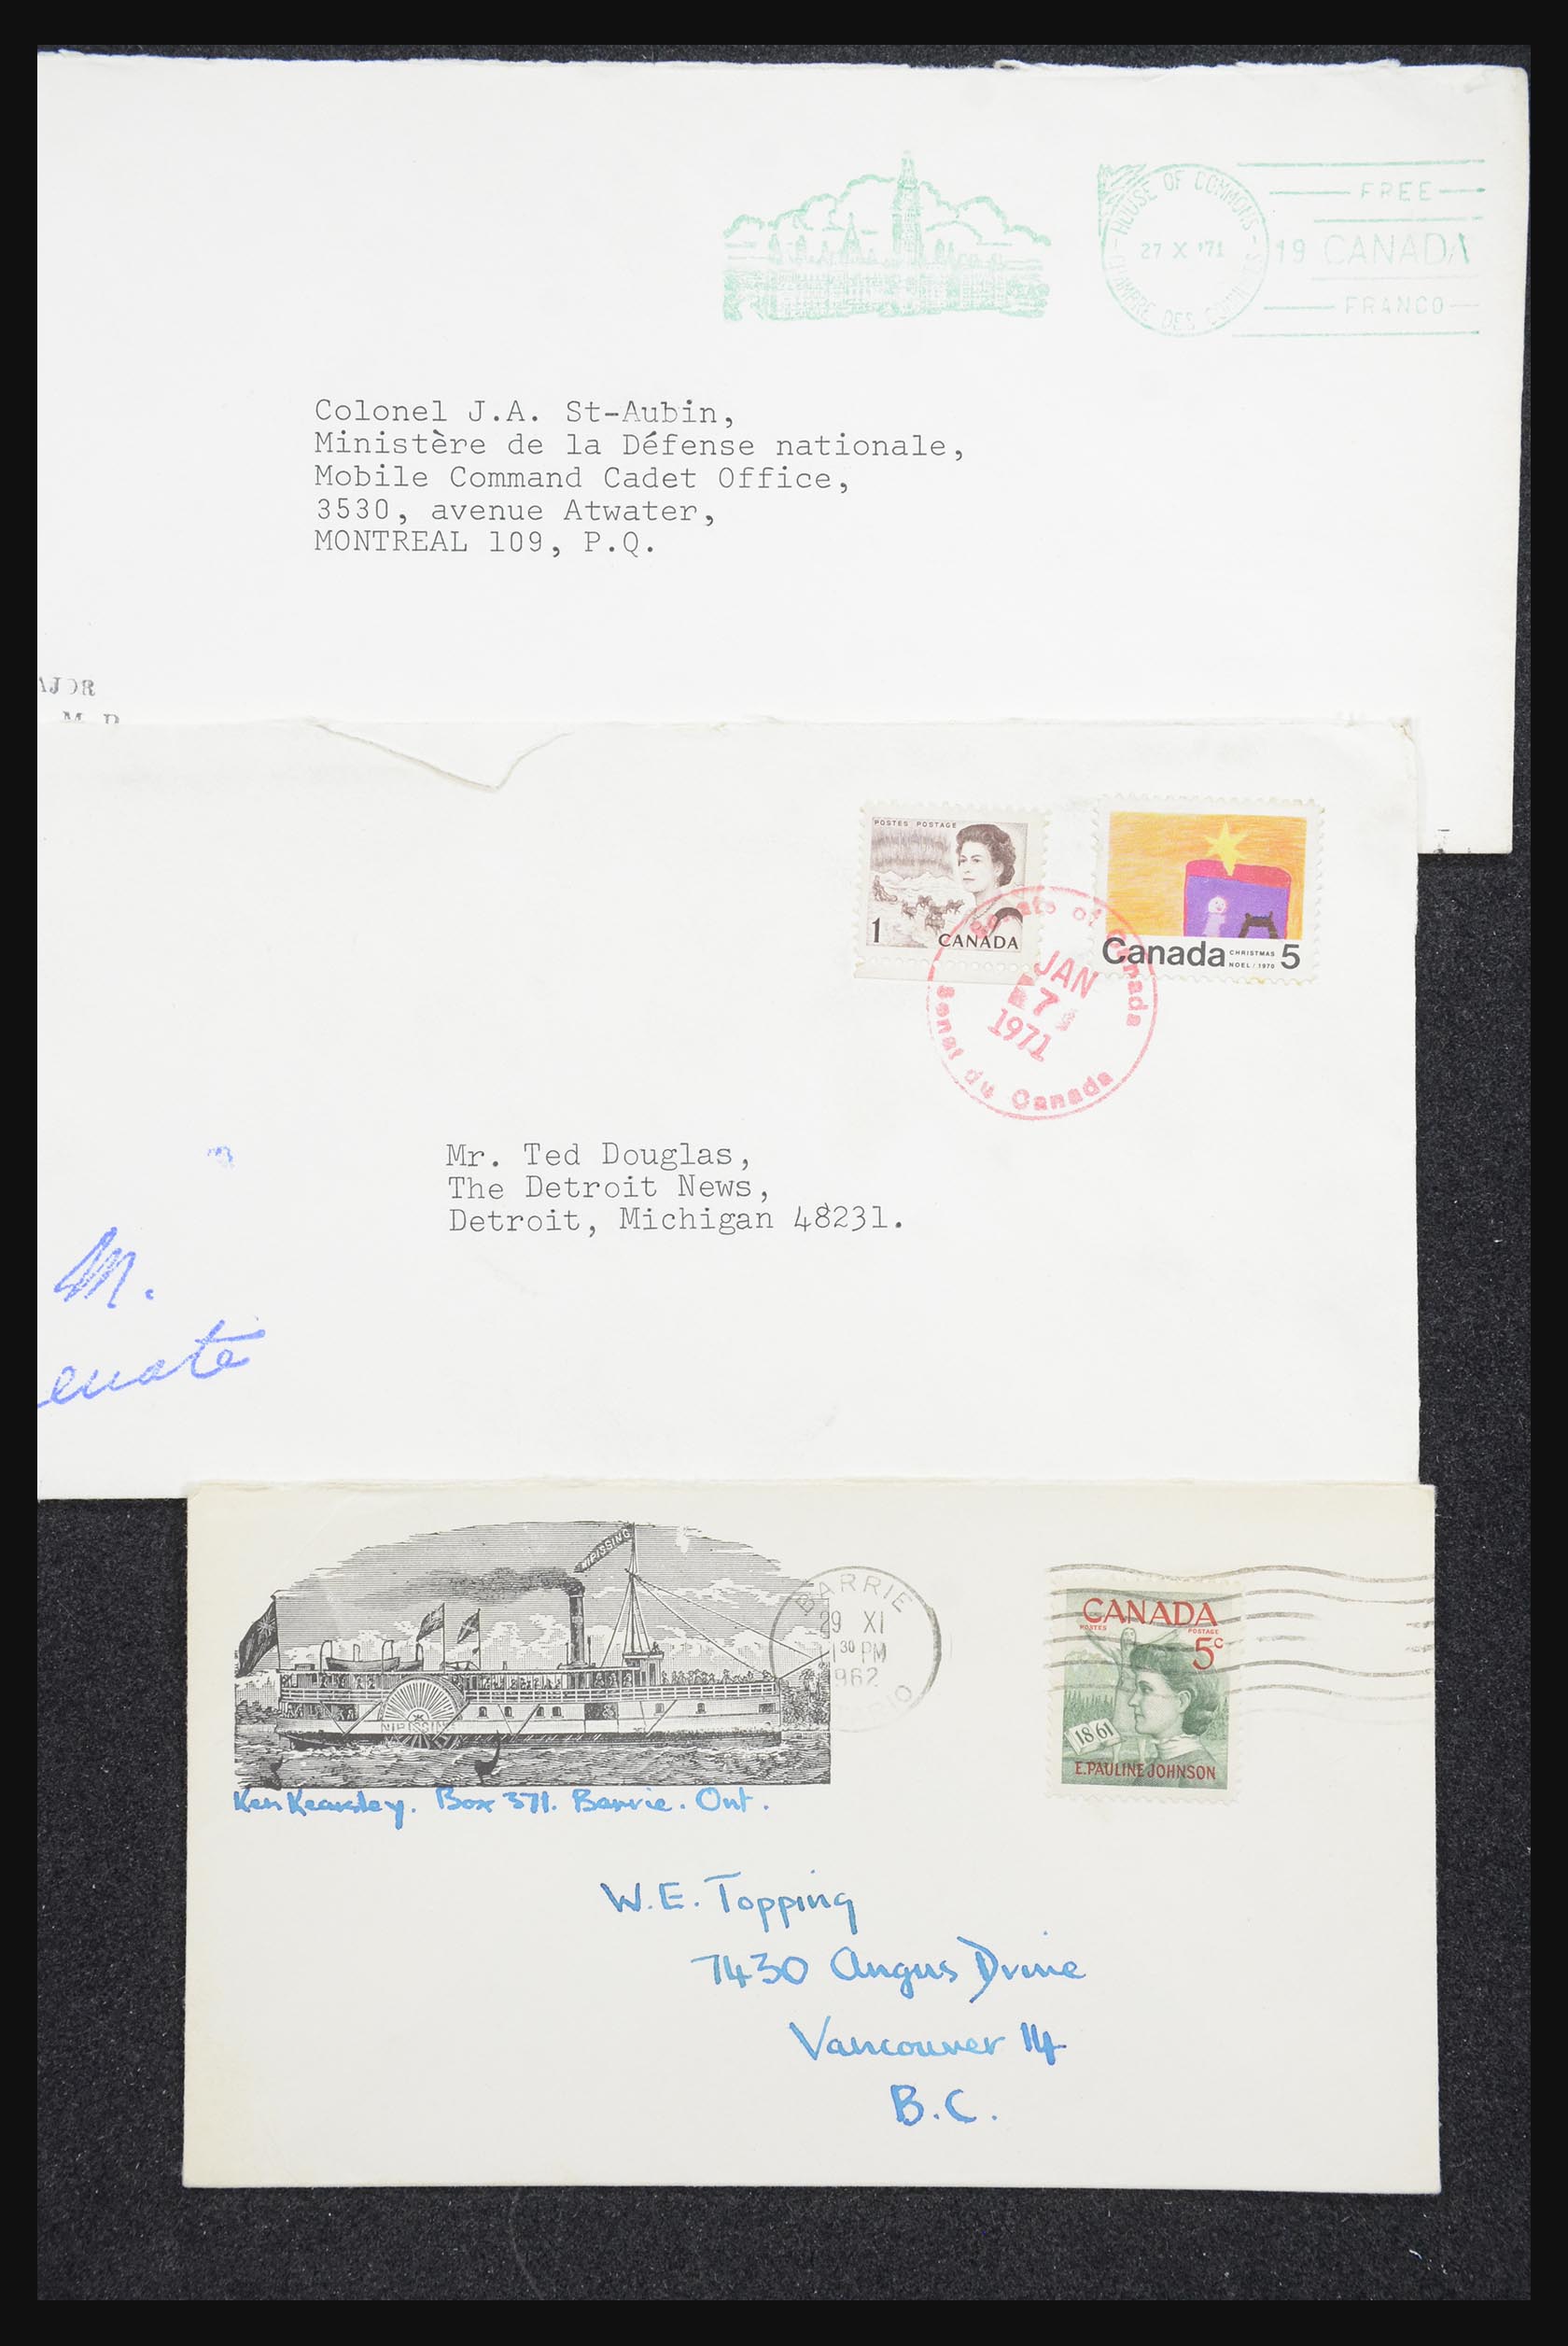 HOUSE OF COMMONS
27 X '71
CHAMBRE DES COMMUNES
FREE
19 CANADA
FRANCO
Colonel J.A. St-Aubin,
Ministère de la Défense nationale,
Mobile Command Cadet Office,
3530, avenue Atwater,
MONTREAL 109, P.Q.
AJOR
M P
POSTES POSTAGE
1 CANADA
Canada CHRISTMAS NOEL/1970 5
Senate of Canada
JAN
7
1971
Senat du Canada
Mr. Ted Douglas,
The Detroit News,
Detroit, Michigan 48231.
M.
enate
NIPISSING
NIPISSING
BARRIE
29 XI
1 30 PM
1962
CANADA
POSTES POSTAGE
5c
1861
E. PAULINE JOHNSON
Ken Kearsley. Box 371. Barrie. Ont.
W.E. Topping
7430 Angus Drive
Vancouver 14
B.C.